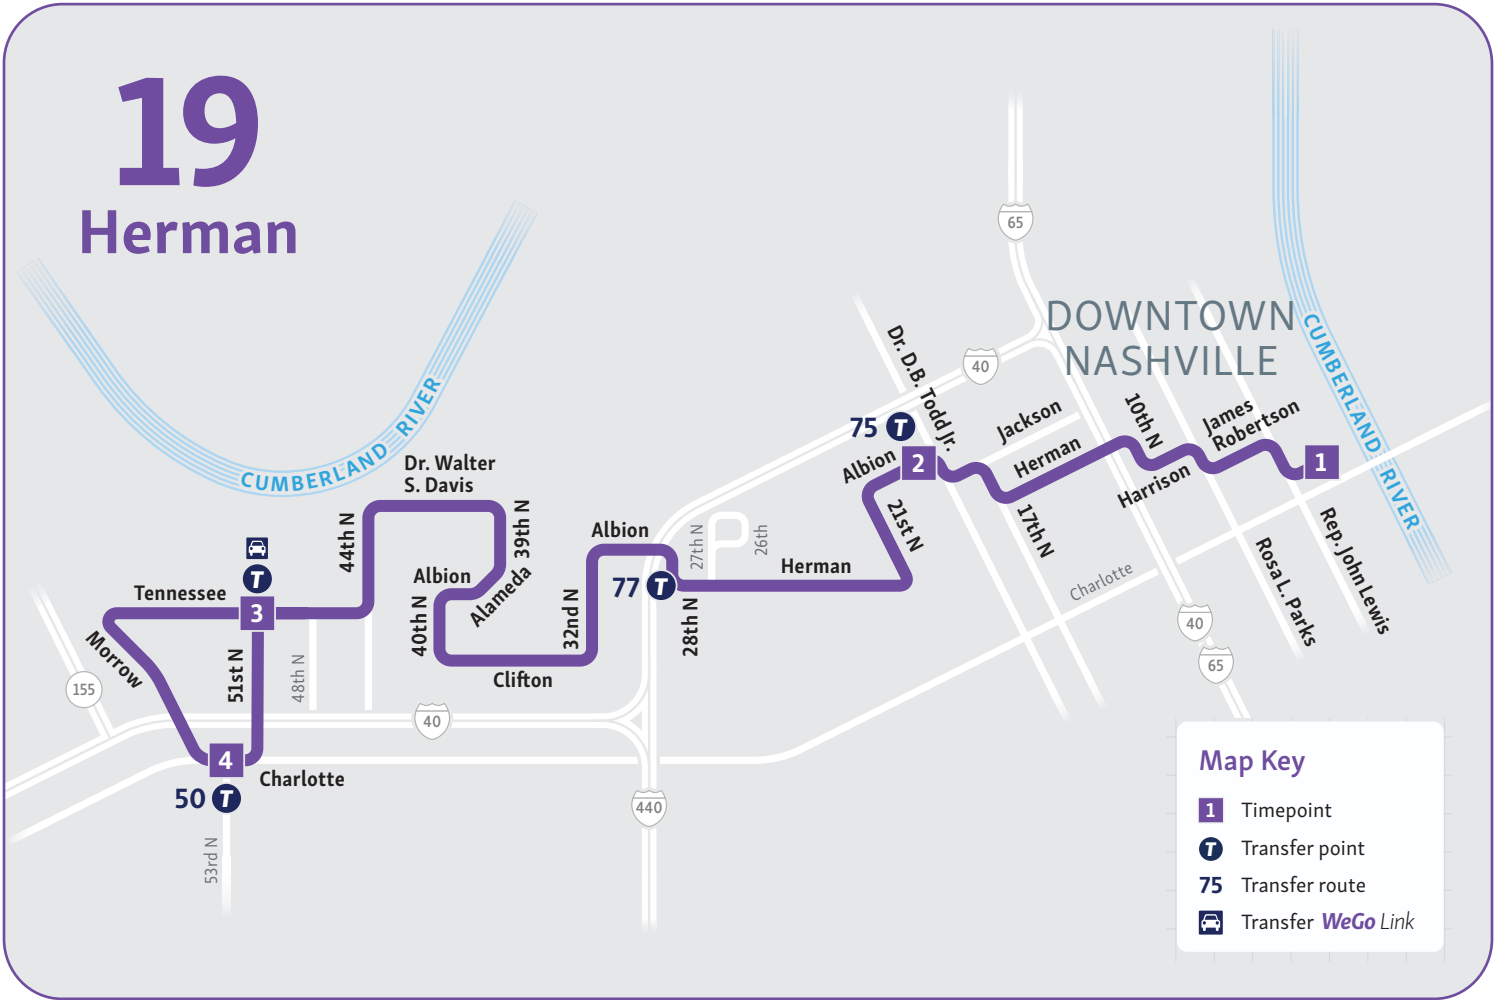 19
Herman
65
DOWNTOWN
NASHVILLE
40
CUMBERLAND RIVER
CUMBERLAND RIVER
Dr. D.B. Todd Jr.
75 T
Albion
2
Jackson
Herman
10th N
Harrison
James
Robertson
1
Dr. Walter
S. Davis
44th N
39th N
Albion
Alameda
40th N
Clifton
32nd N
Albion
77 T
28th N
27th N
26th
Herman
21st N
17th N
Charlotte
Rosa L. Parks
Rep. John Lewis
40
65
T
Tennessee
3
Morrow
51st N
48th N
155
40
4
Charlotte
50 T
53rd N
440
Map Key
1 Timepoint
T Transfer point
75 Transfer route
Transfer WeGo Link